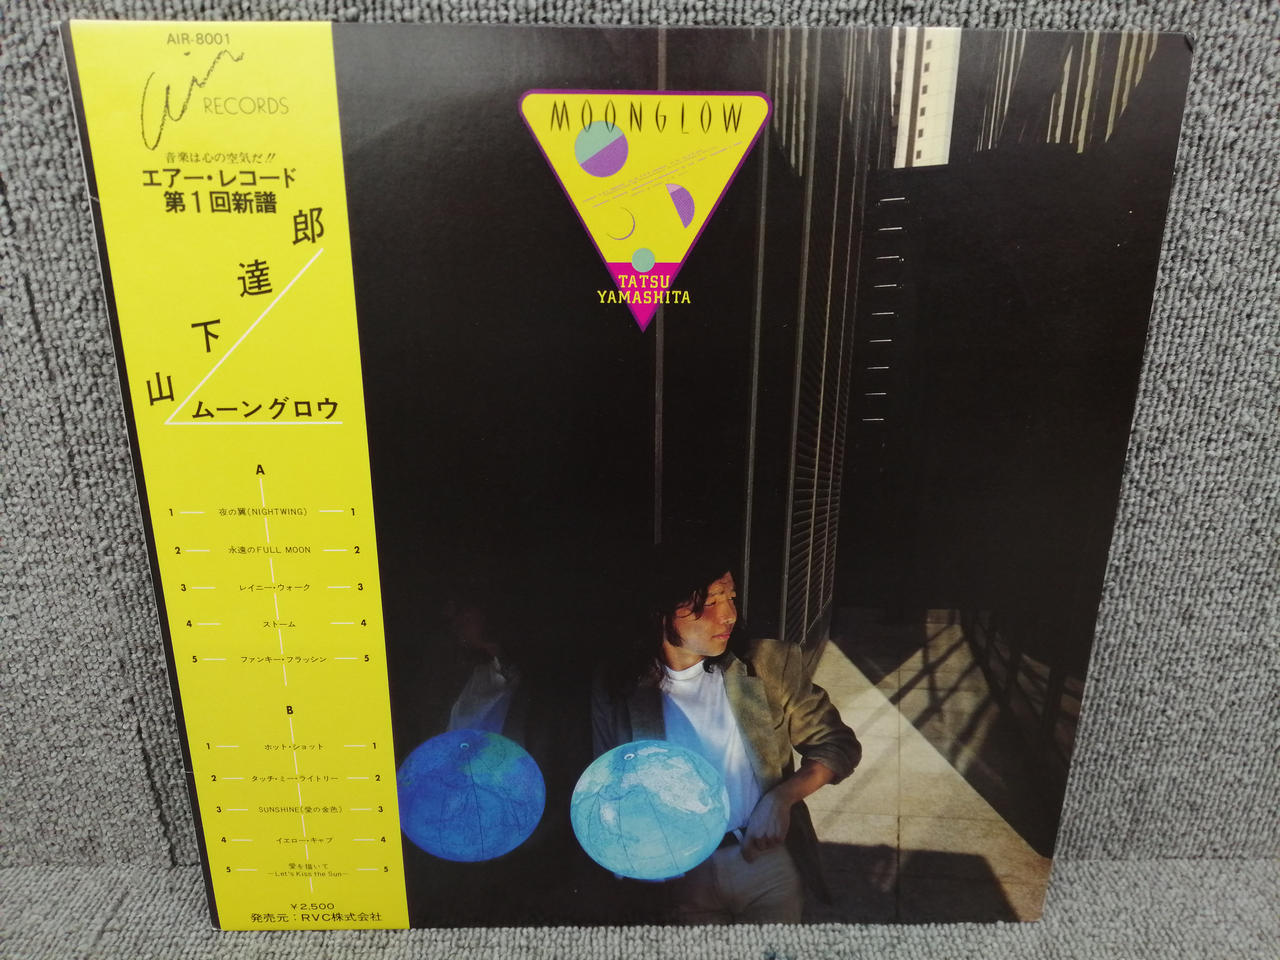 AIR-8001
air
RECORDS
音楽は心の空気だ!!
エアー・レコード
第1回新譜
山下達郎
ムーングロウ
A
1 夜の翼(NIGHTWING) 1
2 永遠のFULL MOON 2
3 レイニー・ウォーク 3
4 ストーム 4
5 ファンキー・フラッシン 5
B
1 ホット・ショット 1
2 タッチ・ミー・ライトリー 2
3 SUNSHINE(愛の金色) 3
4 イエロー・キャブ 4
5 愛を描いて 5
—Let's Kiss the Sun—
¥2,500
発売元:RVC株式会社
MOONGLOW
TATSU
YAMASHITA